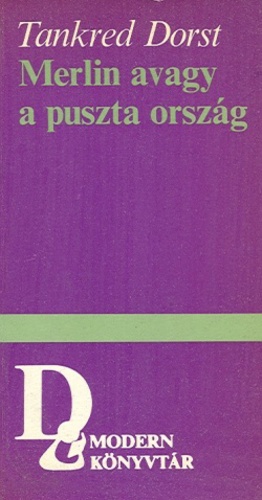 Tankred Dorst
Merlin avagy
a puszta ország
D
MODERN
KÖNYVTÁR